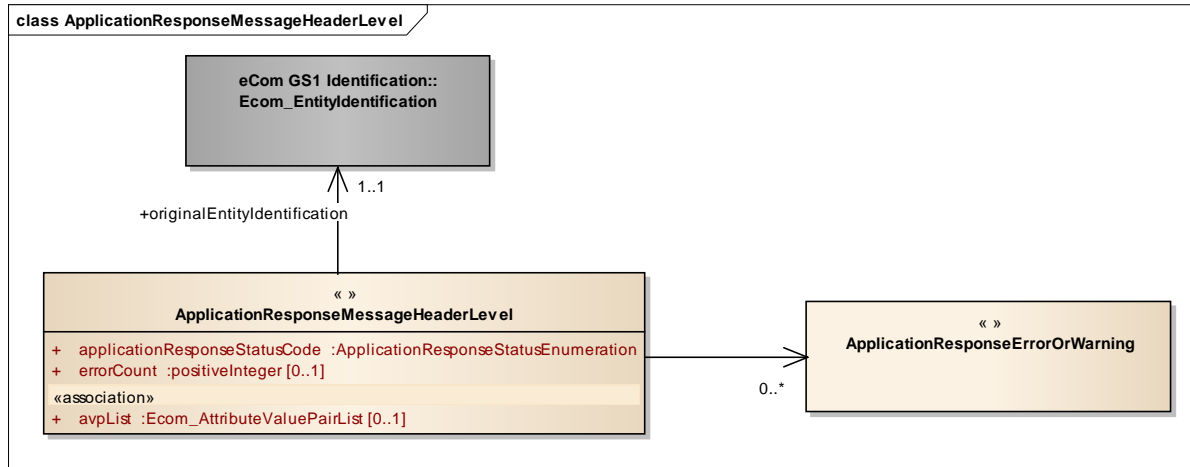 class ApplicationResponseMessageHeaderLevel
eCom GS1 Identification::
Ecom_EntityIdentification
1..1
+originalEntityIdentification
« »
ApplicationResponseMessageHeaderLevel
+ applicationResponseStatusCode :ApplicationResponseStatusEnumeration
+ errorCount :positiveInteger [0..1]
«association»
+ avpList :Ecom_AttributeValuePairList [0..1]
0..*
« »
ApplicationResponseErrorOrWarning